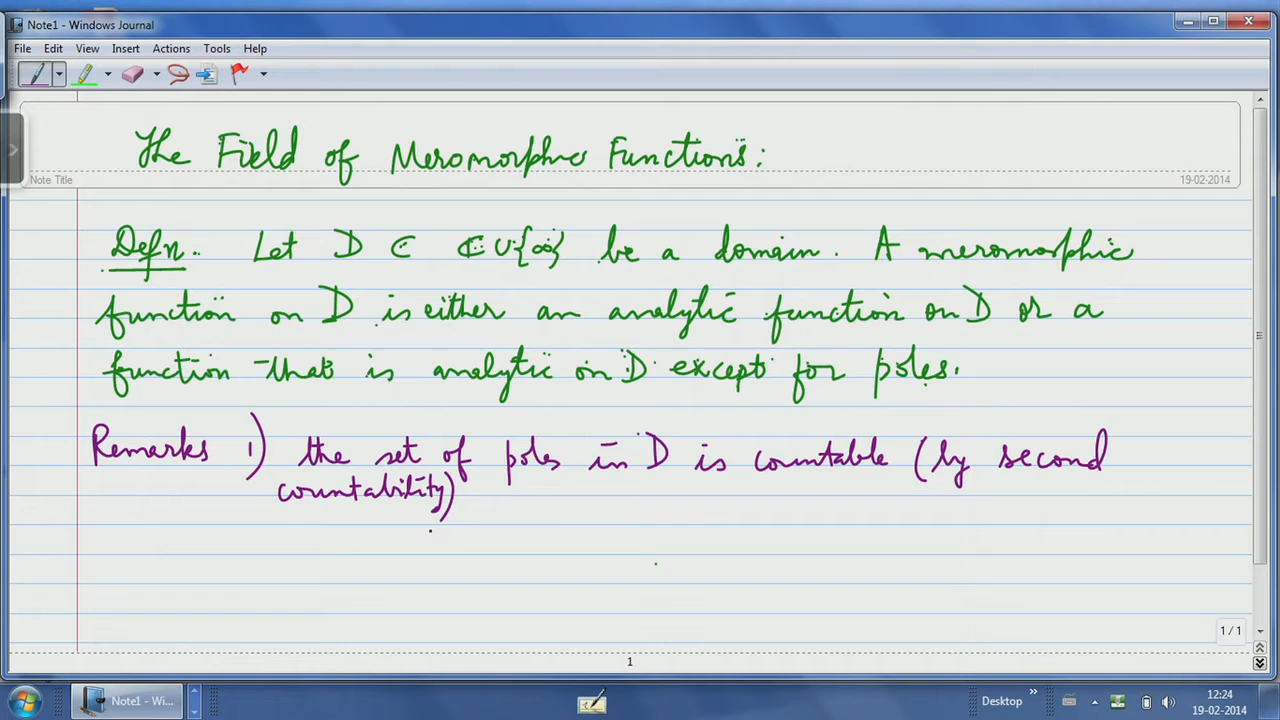 Note1 - Windows Journal
File Edit View Insert Actions Tools Help
The Field of Meromorphic Functions:
Note Title
19-02-2014
Defn. Let D ⊂ ℂ∪{∞} be a domain. A meromorphic
function on D is either an analytic function on D or a
function that is analytic on D except for poles.
Remarks 1) the set of poles in D is countable (by second
countability)
1 / 1
1
Note1 - Wi...
Desktop
12:24
19-02-2014